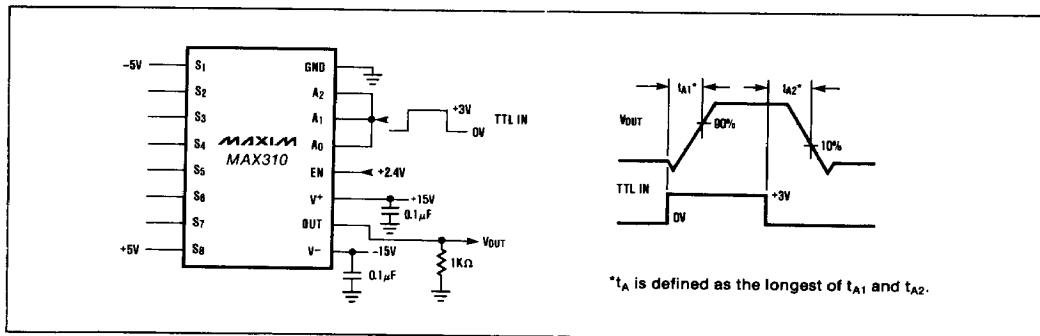 -5V S1 GND
S2 A2
S3 A1 +3V TTL IN
0V
S4 A0
MAXIM
MAX310
S5 EN +2.4V
S6 V+ +15V
0.1µF
S7 OUT VOUT
+5V S8 V- -15V
1KΩ
0.1µF
tA1* tA2*
VOUT 90% 10%
TTL IN +3V
0V
*tA is defined as the longest of tA1 and tA2.